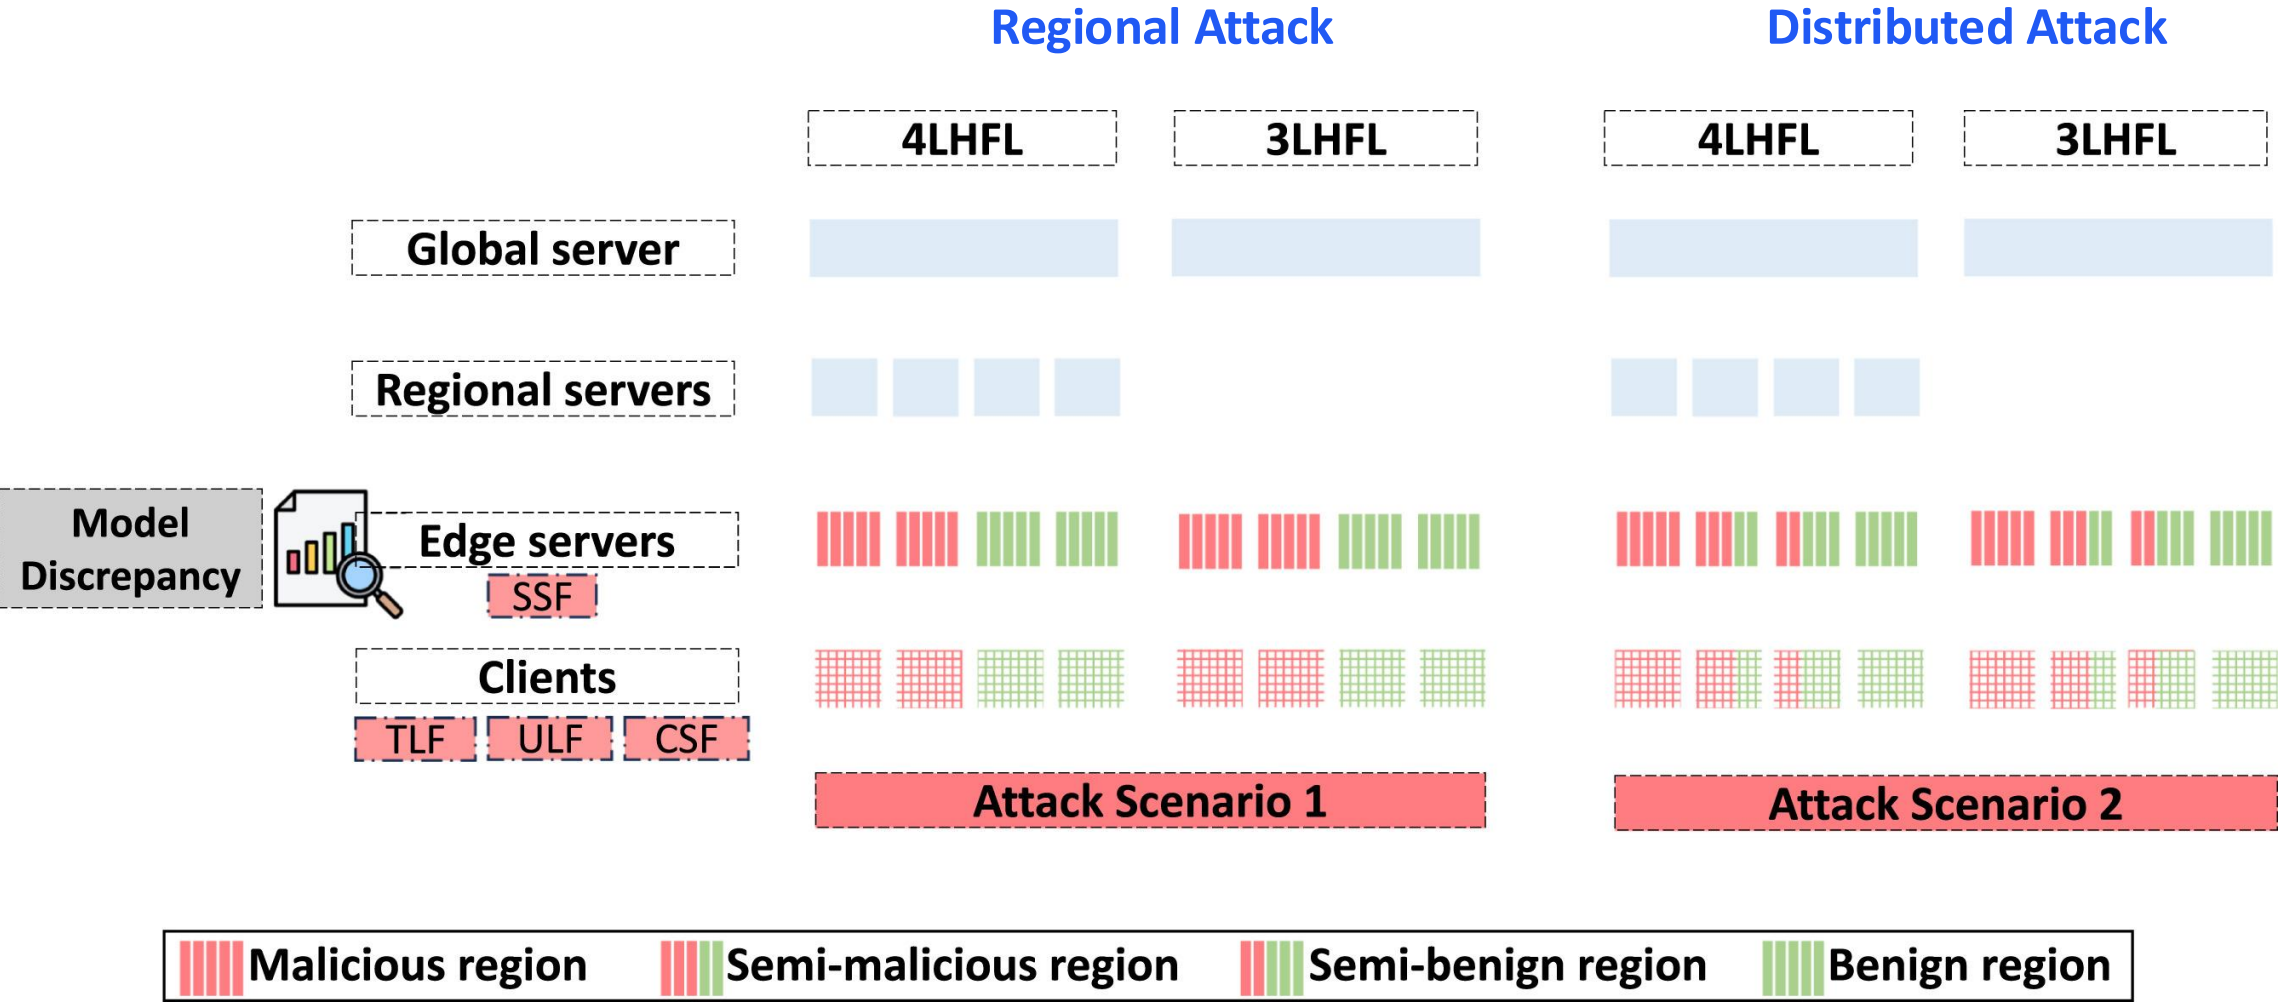 Regional Attack
Distributed Attack
4LHFL
3LHFL
4LHFL
3LHFL
Global server
Regional servers
Model
Discrepancy
Edge servers
SSF
Clients
TLF
ULF
CSF
Attack Scenario 1
Attack Scenario 2
Malicious region
Semi-malicious region
Semi-benign region
Benign region